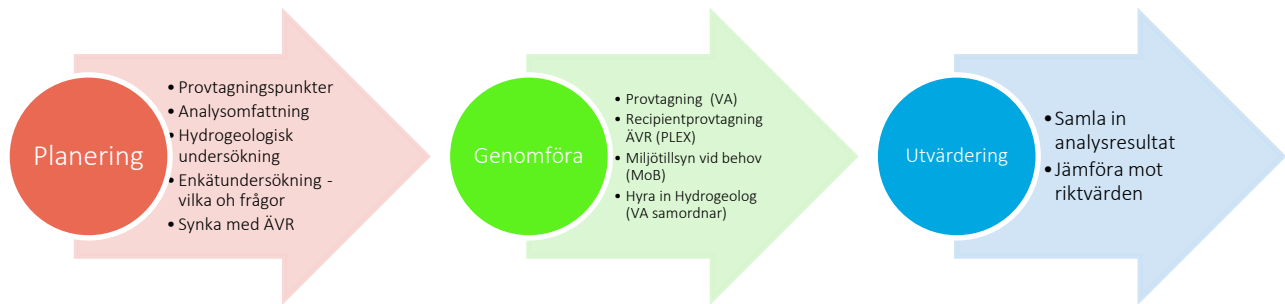 Planering
• Provtagningspunkter
• Analysomfattning
• Hydrogeologisk
undersökning
• Enkätundersökning -
vilka oh frågor
• Synka med ÄVR
Genomföra
• Provtagning (VA)
• Recipientprovtagning
ÄVR (PLEX)
• Miljötillsyn vid behov
(MoB)
• Hyra in Hydrogeolog
(VA samordnar)
Utvärdering
• Samla in
analysresultat
• Jämföra mot
riktvärden